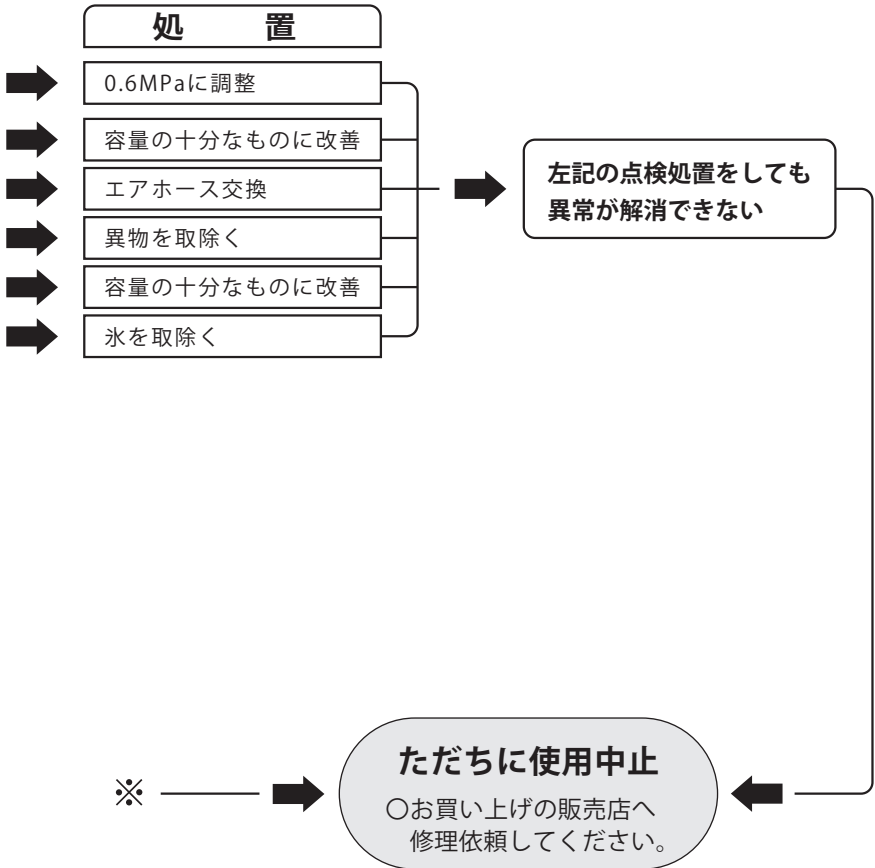 処　置
0.6MPaに調整
容量の十分なものに改善
エアホース交換
異物を取除く
容量の十分なものに改善
氷を取除く
左記の点検処置をしても
異常が解消できない
※
ただちに使用中止
○お買い上げの販売店へ
修理依頼してください。